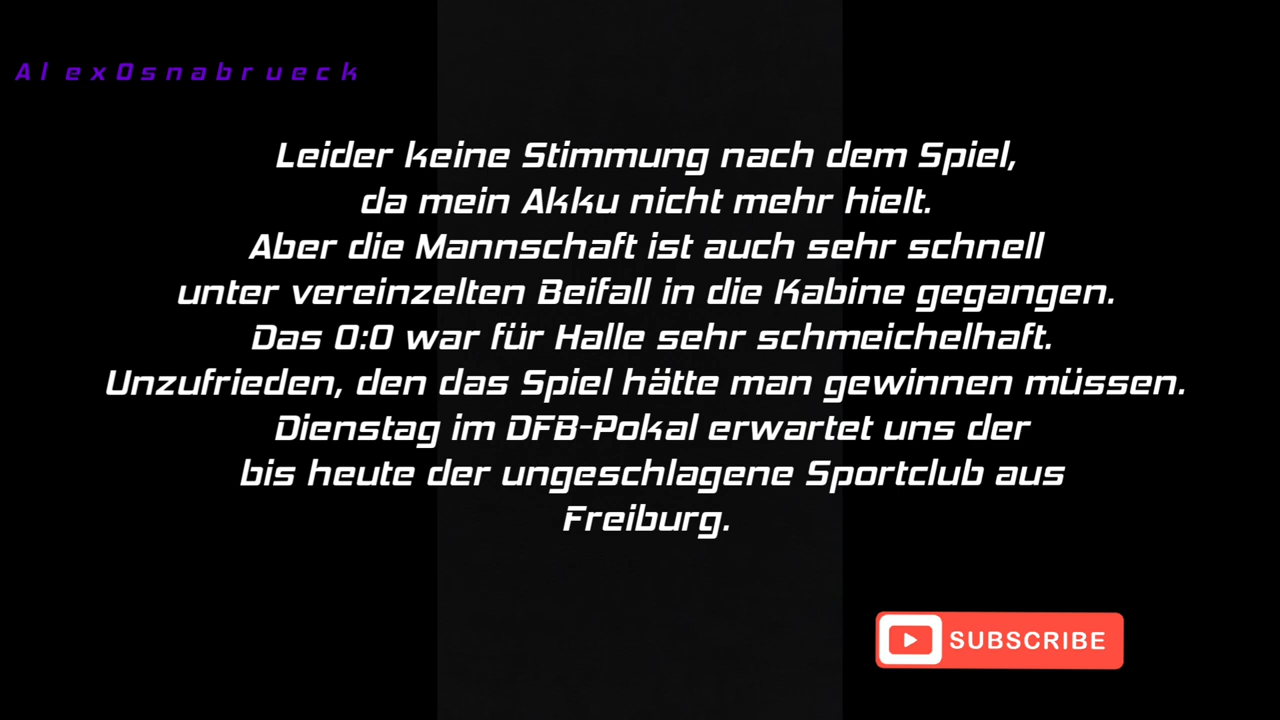 AlexOsnabrueck
Leider keine Stimmung nach dem Spiel,
da mein Akku nicht mehr hielt.
Aber die Mannschaft ist auch sehr schnell
unter vereinzelten Beifall in die Kabine gegangen.
Das 0:0 war für Halle sehr schmeichelhaft.
Unzufrieden, den das Spiel hätte man gewinnen müssen.
Dienstag im DFB-Pokal erwartet uns der
bis heute der ungeschlagene Sportclub aus
Freiburg.
SUBSCRIBE